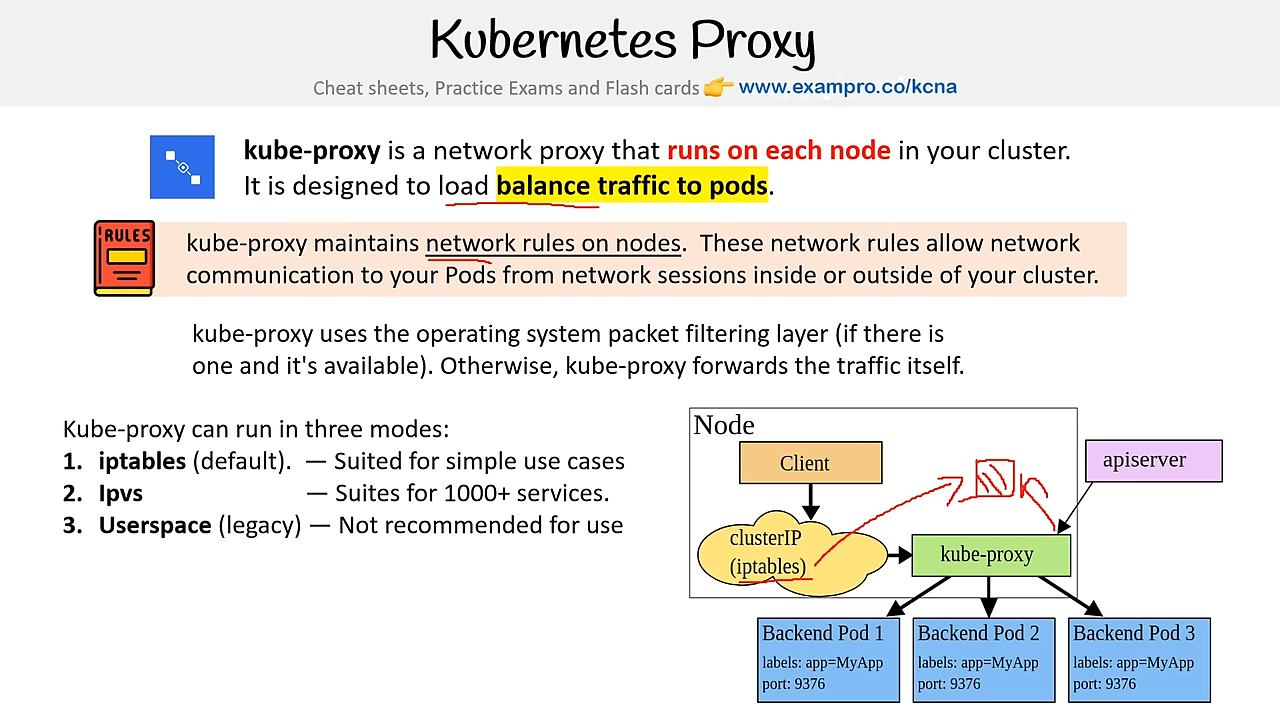 Kubernetes Proxy
Cheat sheets, Practice Exams and Flash cards 👉 www.exampro.co/kcna
kube-proxy is a network proxy that runs on each node in your cluster.
It is designed to load balance traffic to pods.
RULES
kube-proxy maintains network rules on nodes. These network rules allow network
communication to your Pods from network sessions inside or outside of your cluster.
kube-proxy uses the operating system packet filtering layer (if there is
one and it's available). Otherwise, kube-proxy forwards the traffic itself.
Kube-proxy can run in three modes:
1. iptables (default). — Suited for simple use cases
2. Ipvs — Suites for 1000+ services.
3. Userspace (legacy) — Not recommended for use
Node
Client
apiserver
clusterIP
(iptables)
kube-proxy
Backend Pod 1
labels: app=MyApp
port: 9376
Backend Pod 2
labels: app=MyApp
port: 9376
Backend Pod 3
labels: app=MyApp
port: 9376